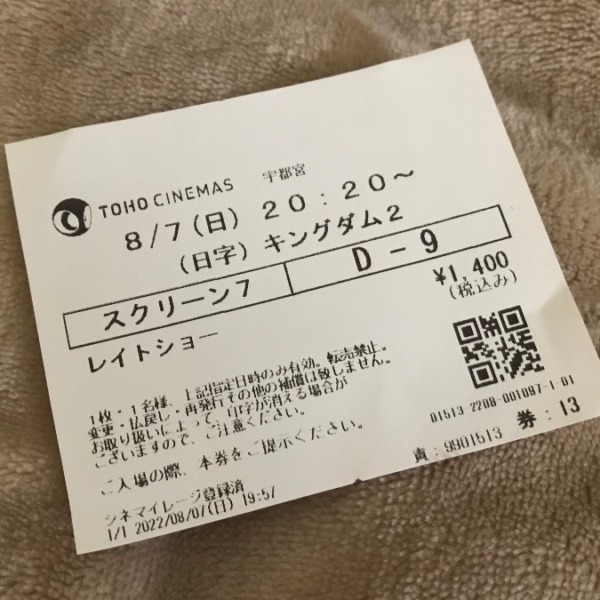 TOHO CINEMAS 宇都宮
8/7(日) 20:20～
(日字) キングダム2
スクリーン7 D-9
レイトショー ¥1,400
(税込み)
1枚・1名様、上記指定日時のみ有効。転売禁止。
変更・払戻し・再発行その他の補償は致しません。
お取り扱いによって、印字が消える場合が
ございますので、ご注意ください。
ご入場の際、本券をご提示ください。
01513-2208-001087-1-01
券:13
責:9901513
シネマイレージ登録済
1/1 2022/08/07(日) 19:57